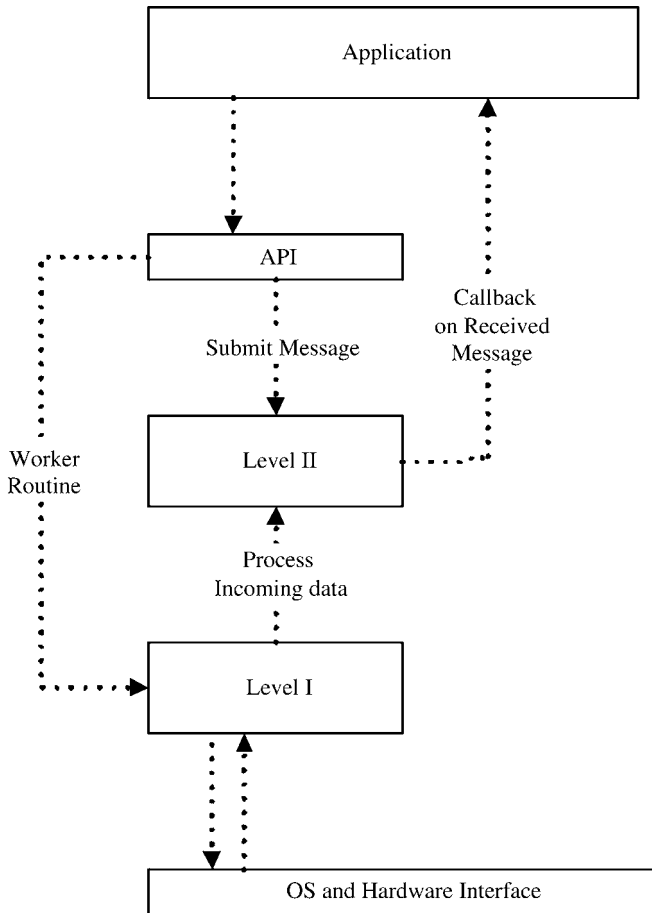 Application
API
Callback
on Received
Message
Submit Message
Level II
Worker
Routine
Process
Incoming data
Level I
OS and Hardware Interface